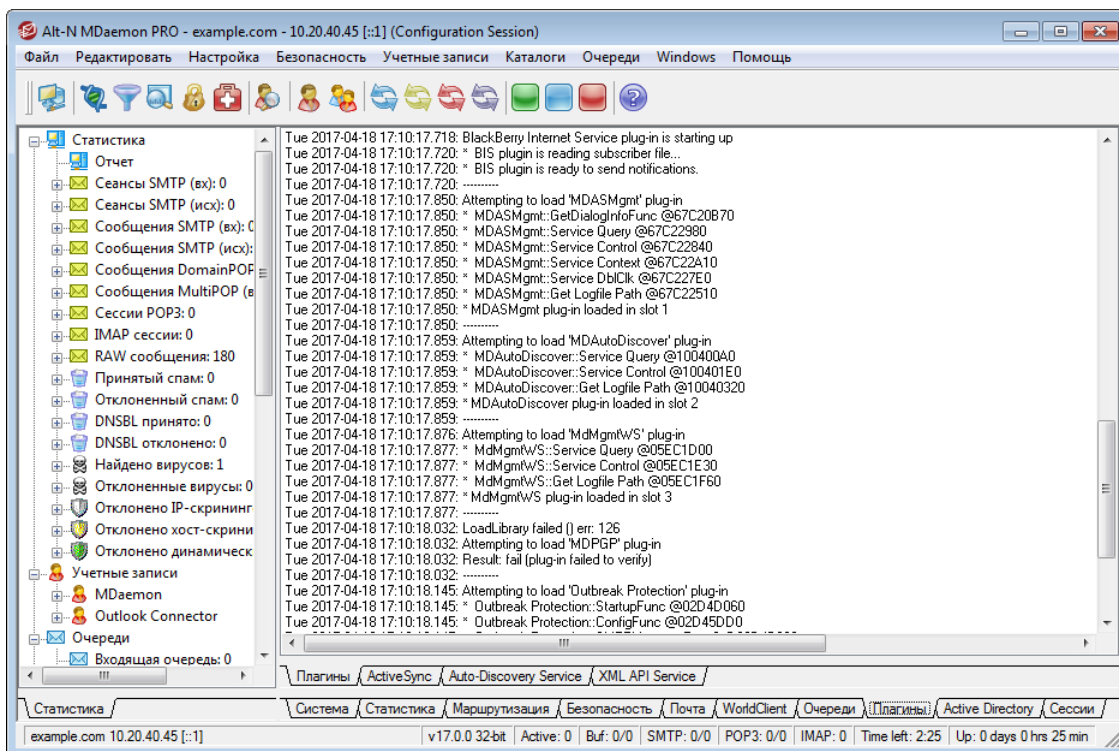 Alt-N MDaemon PRO - example.com - 10.20.40.45 [::1] (Configuration Session)
Файл Редактировать Настройка Безопасность Учетные записи Каталоги Очереди Windows Помощь
Статистика
Отчет
Сеансы SMTP (вх): 0
Сеансы SMTP (исх): 0
Сообщения SMTP (вх): 0
Сообщения SMTP (исх):
Сообщения DomainPOP
Сообщения MultiPOP (в
Сессии POP3: 0
IMAP сессии: 0
RAW сообщения: 180
Принятый спам: 0
Отклоненный спам: 0
DNSBL принято: 0
DNSBL отклонено: 0
Найдено вирусов: 1
Отклоненные вирусы: 0
Отклонено IP-скрининг
Отклонено хост-скрини
Отклонено динамическ
Учетные записи
MDaemon
Outlook Connector
Очереди
Входящая очередь: 0
Статистика
Tue 2017-04-18 17:10:17.718: BlackBerry Internet Service plug-in is starting up
Tue 2017-04-18 17:10:17.720: * BIS plugin is reading subscriber file...
Tue 2017-04-18 17:10:17.720: * BIS plugin is ready to send notifications.
Tue 2017-04-18 17:10:17.720: ----------
Tue 2017-04-18 17:10:17.850: Attempting to load 'MDASMgmt' plug-in
Tue 2017-04-18 17:10:17.850: * MDASMgmt::GetDialogInfoFunc @67C20B70
Tue 2017-04-18 17:10:17.850: * MDASMgmt::Service Query @67C22980
Tue 2017-04-18 17:10:17.850: * MDASMgmt::Service Control @67C22840
Tue 2017-04-18 17:10:17.850: * MDASMgmt::Service Context @67C22A10
Tue 2017-04-18 17:10:17.850: * MDASMgmt::Service DblClk @67C227E0
Tue 2017-04-18 17:10:17.850: * MDASMgmt::Get Logfile Path @67C22510
Tue 2017-04-18 17:10:17.850: * MDASMgmt plug-in loaded in slot 1
Tue 2017-04-18 17:10:17.850: ----------
Tue 2017-04-18 17:10:17.859: Attempting to load 'MDAutoDiscover' plug-in
Tue 2017-04-18 17:10:17.859: * MDAutoDiscover::Service Query @100400A0
Tue 2017-04-18 17:10:17.859: * MDAutoDiscover::Service Control @100401E0
Tue 2017-04-18 17:10:17.859: * MDAutoDiscover::Get Logfile Path @10040320
Tue 2017-04-18 17:10:17.859: * MDAutoDiscover plug-in loaded in slot 2
Tue 2017-04-18 17:10:17.859: ----------
Tue 2017-04-18 17:10:17.876: Attempting to load 'MdMgmtWS' plug-in
Tue 2017-04-18 17:10:17.877: * MdMgmtWS::Service Query @05EC1D00
Tue 2017-04-18 17:10:17.877: * MdMgmtWS::Service Control @05EC1E30
Tue 2017-04-18 17:10:17.877: * MdMgmtWS::Get Logfile Path @05EC1F60
Tue 2017-04-18 17:10:17.877: * MdMgmtWS plug-in loaded in slot 3
Tue 2017-04-18 17:10:17.877: ----------
Tue 2017-04-18 17:10:18.032: LoadLibrary failed () err: 126
Tue 2017-04-18 17:10:18.032: Attempting to load 'MDPGP' plug-in
Tue 2017-04-18 17:10:18.032: Result: fail (plug-in failed to verify)
Tue 2017-04-18 17:10:18.032: ----------
Tue 2017-04-18 17:10:18.145: Attempting to load 'Outbreak Protection' plug-in
Tue 2017-04-18 17:10:18.145: * Outbreak Protection::StartupFunc @02D4D060
Tue 2017-04-18 17:10:18.145: * Outbreak Protection::ConfigFunc @02D45DD0
Плагины ActiveSync Auto-Discovery Service XML API Service
Система Статистика Маршрутизация Безопасность Почта WorldClient Очереди Плагины Active Directory Сессии
example.com 10.20.40.45 [::1] v17.0.0 32-bit Active: 0 Buf: 0/0 SMTP: 0/0 POP3: 0/0 IMAP: 0 Time left: 2:25 Up: 0 days 0 hrs 25 min